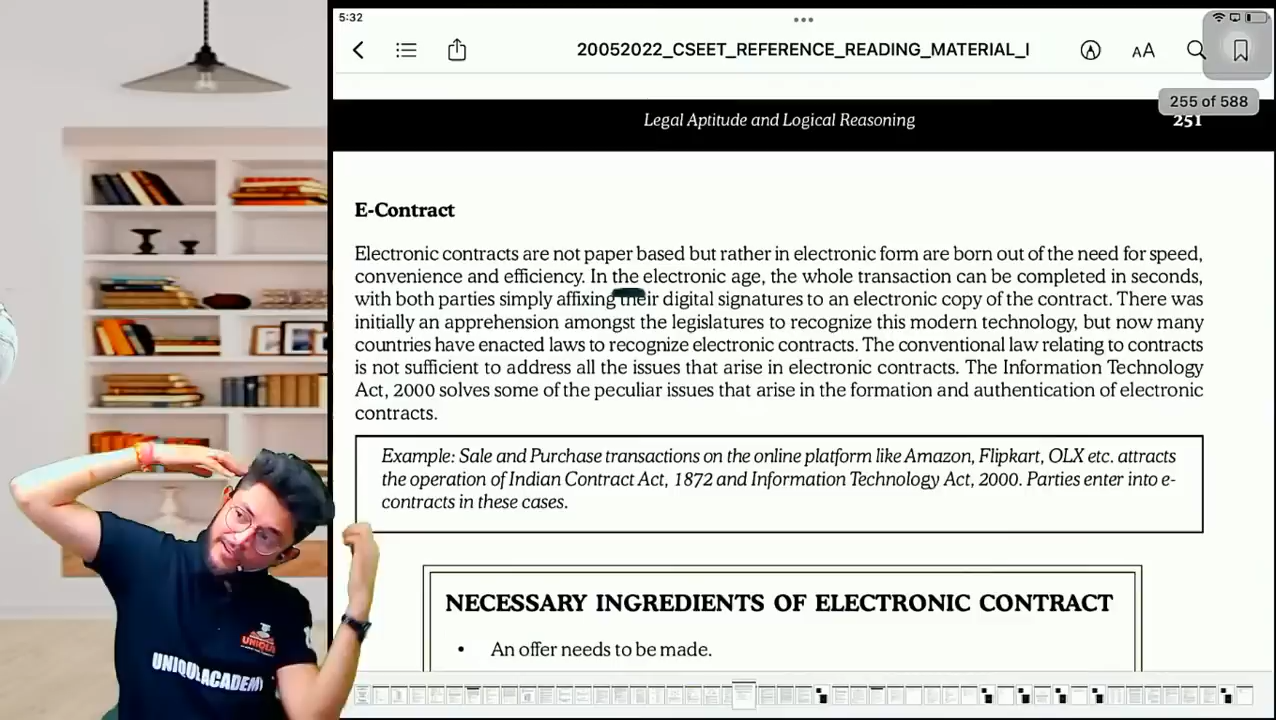 5:32
20052022_CSEET_REFERENCE_READING_MATERIAL_I
AA
255 of 588
Legal Aptitude and Logical Reasoning
251
E-Contract
Electronic contracts are not paper based but rather in electronic form are born out of the need for speed,
convenience and efficiency. In the electronic age, the whole transaction can be completed in seconds,
with both parties simply affixing their digital signatures to an electronic copy of the contract. There was
initially an apprehension amongst the legislatures to recognize this modern technology, but now many
countries have enacted laws to recognize electronic contracts. The conventional law relating to contracts
is not sufficient to address all the issues that arise in electronic contracts. The Information Technology
Act, 2000 solves some of the peculiar issues that arise in the formation and authentication of electronic
contracts.
Example: Sale and Purchase transactions on the online platform like Amazon, Flipkart, OLX etc. attracts
the operation of Indian Contract Act, 1872 and Information Technology Act, 2000. Parties enter into e-
contracts in these cases.
NECESSARY INGREDIENTS OF ELECTRONIC CONTRACT
• An offer needs to be made.
UNIQUE
UNIQUE ACADEMY